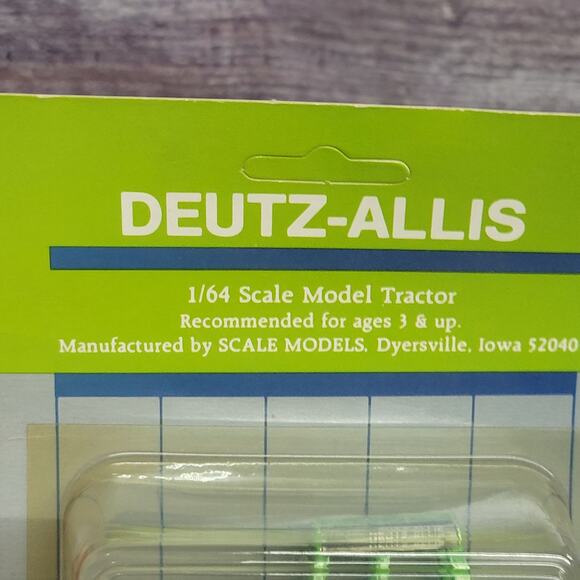 DEUTZ-ALLIS
1/64 Scale Model Tractor
Recommended for ages 3 & up.
Manufactured by SCALE MODELS, Dyersville, Iowa 52040